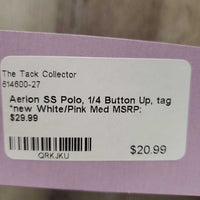 The Tack Collector
614600-27
Aerion SS Polo, 1/4 Button Up, tag
*new White/Pink Med MSRP:
$29.99
QRKJKU
$20.99